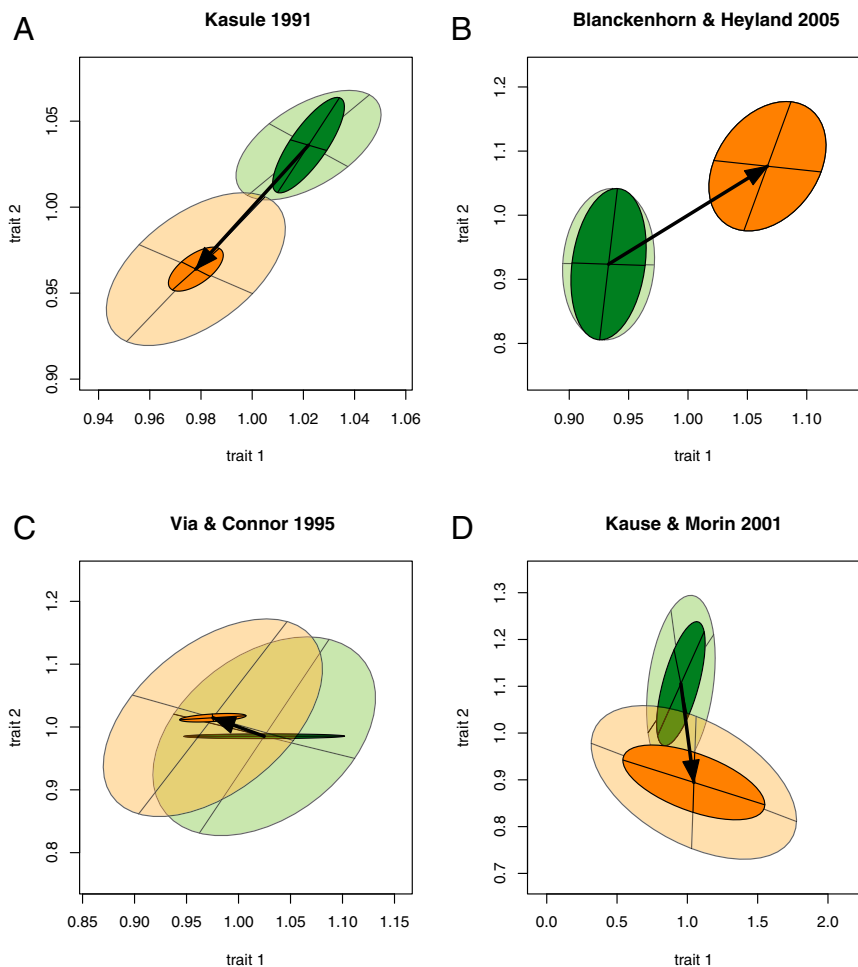 A
Kasule 1991
trait 2
0.90 0.95 1.00 1.05
0.94 0.96 0.98 1.00 1.02 1.04 1.06
trait 1
B
Blanckenhorn & Heyland 2005
trait 2
0.8 0.9 1.0 1.1 1.2
0.90 0.95 1.00 1.05 1.10
trait 1
C
Via & Connor 1995
trait 2
0.8 0.9 1.0 1.1 1.2
0.85 0.90 0.95 1.00 1.05 1.10 1.15
trait 1
D
Kause & Morin 2001
trait 2
0.7 0.8 0.9 1.0 1.1 1.2 1.3
0.0 0.5 1.0 1.5 2.0
trait 1